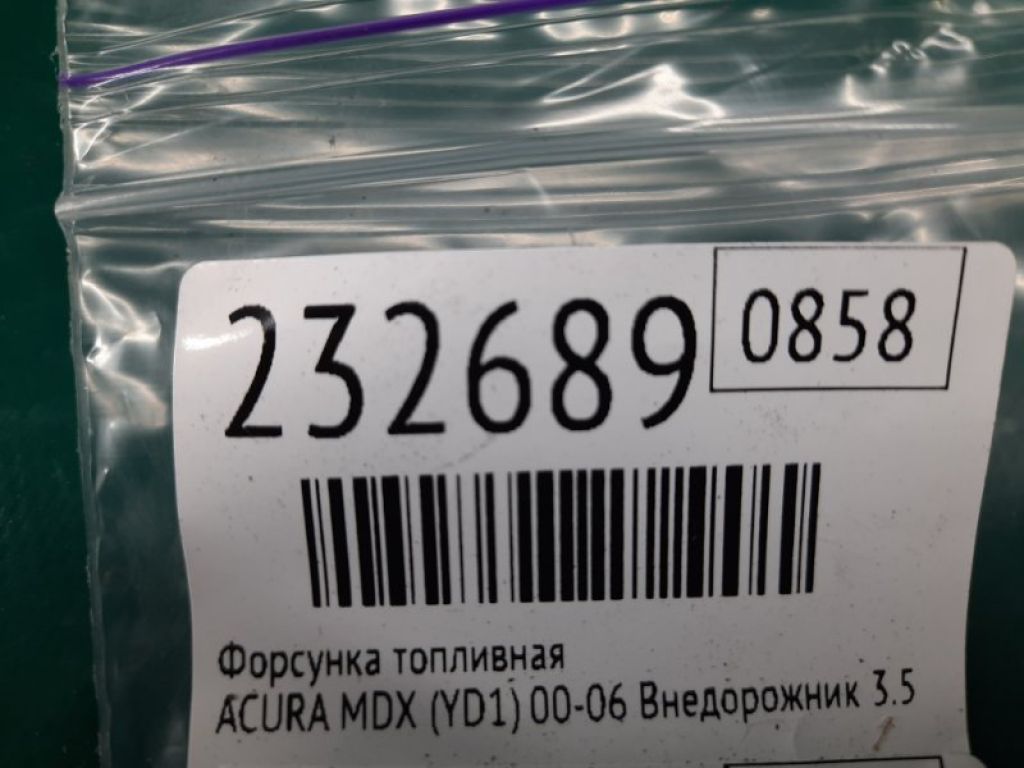 232689
0858
Форсунка топливная
ACURA MDX (YD1) 00-06 Внедорожник 3.5